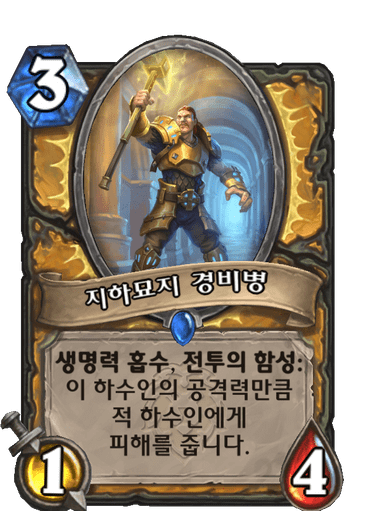 3
지하묘지 경비병
생명력 흡수, 전투의 함성:
이 하수인의 공격력만큼
적 하수인에게
피해를 줍니다.
1
4